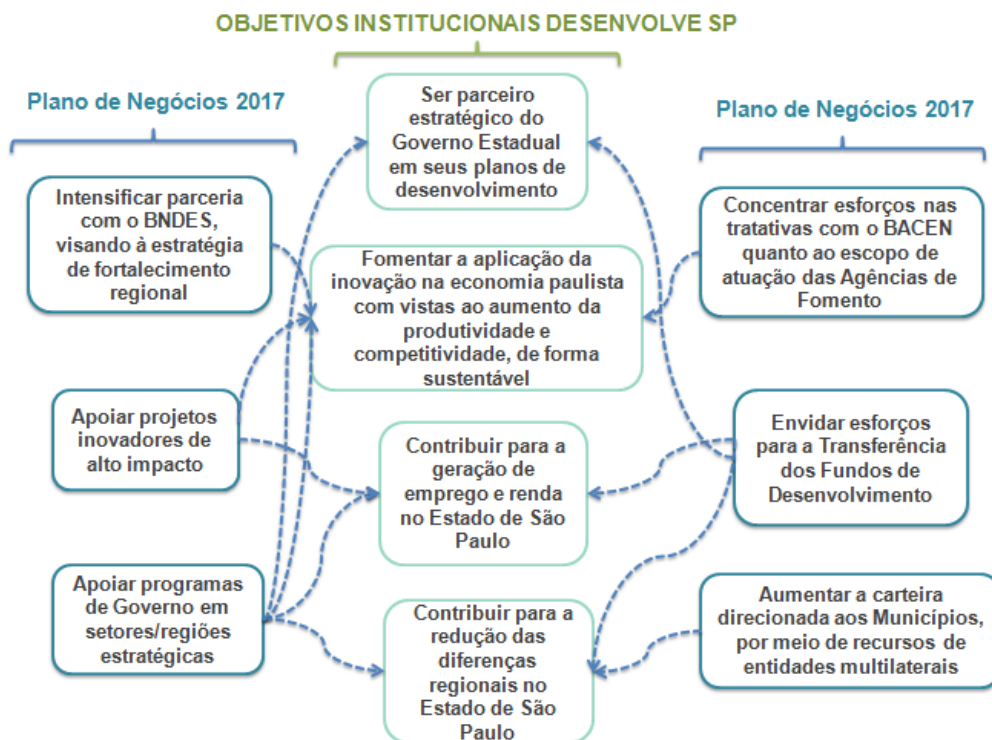 OBJETIVOS INSTITUCIONAIS DESENVOLVE SP
Plano de Negócios 2017
Intensificar parceria
com o BNDES,
visando à estratégia
de fortalecimento
regional
Apoiar projetos
inovadores de
alto impacto
Apoiar programas
de Governo em
setores/regiões
estratégicas
Ser parceiro
estratégico do
Governo Estadual
em seus planos de
desenvolvimento
Fomentar a aplicação da
inovação na economia paulista
com vistas ao aumento da
produtividade e
competitividade, de forma
sustentável
Contribuir para a
geração de
emprego e renda
no Estado de São
Paulo
Contribuir para a
redução das
diferenças
regionais no
Estado de São
Paulo
Plano de Negócios 2017
Concentrar esforços nas
tratativas com o BACEN
quanto ao escopo de
atuação das Agências de
Fomento
Envidar esforços
para a Transferência
dos Fundos de
Desenvolvimento
Aumentar a carteira
direcionada aos Municípios,
por meio de recursos de
entidades multilaterais